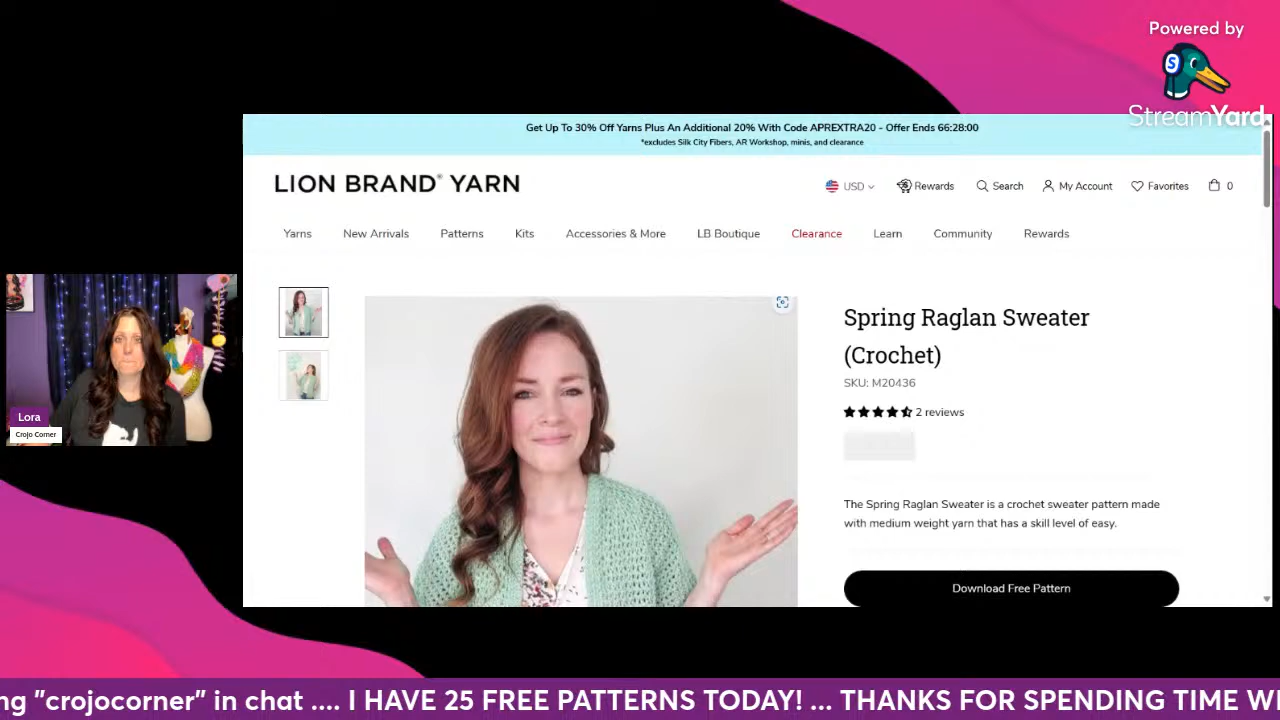 Powered by
StreamYard
Get Up To 30% Off Yarns Plus An Additional 20% With Code APREXTRA20 - Offer Ends 66:28:00
*excludes Silk City Fibers, AR Workshop, minis, and clearance
LION BRAND® YARN
USD
Rewards
Search
My Account
Favorites
0
Yarns
New Arrivals
Patterns
Kits
Accessories & More
LB Boutique
Clearance
Learn
Community
Rewards
Spring Raglan Sweater
(Crochet)
SKU: M20436
2 reviews
The Spring Raglan Sweater is a crochet sweater pattern made
with medium weight yarn that has a skill level of easy.
Download Free Pattern
Lora
Crojo Corner
ng "crojocorner" in chat .... I HAVE 25 FREE PATTERNS TODAY! ... THANKS FOR SPENDING TIME WI